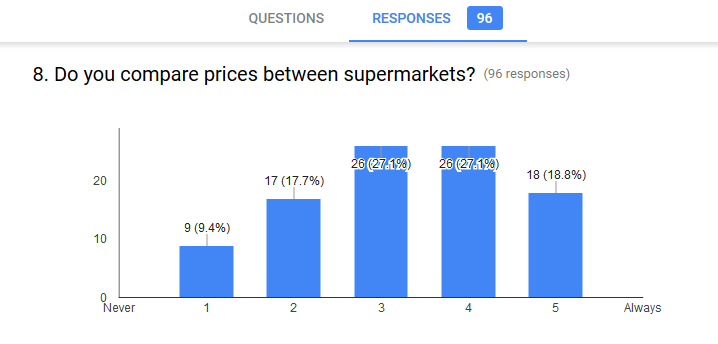 QUESTIONS RESPONSES 96
8. Do you compare prices between supermarkets? (96 responses)
26 (27.1%) 26 (27.1%)
20 17 (17.7%) 18 (18.8%)
9 (9.4%)
10
0
Never 1 2 3 4 5 Always